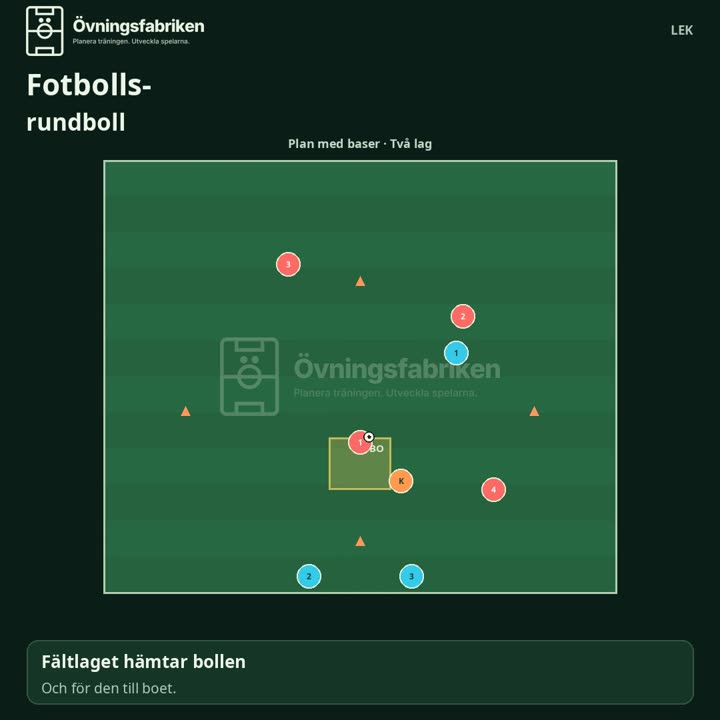 Övningsfabriken
Planera träningen. Utveckla spelarna.
LEK
Fotbolls-
rundboll
Plan med baser · Två lag
3
2
1
Övningsfabriken
Planera träningen. Utveckla spelarna.
1
BO
K
4
2
3
Fältlaget hämtar bollen
Och för den till boet.